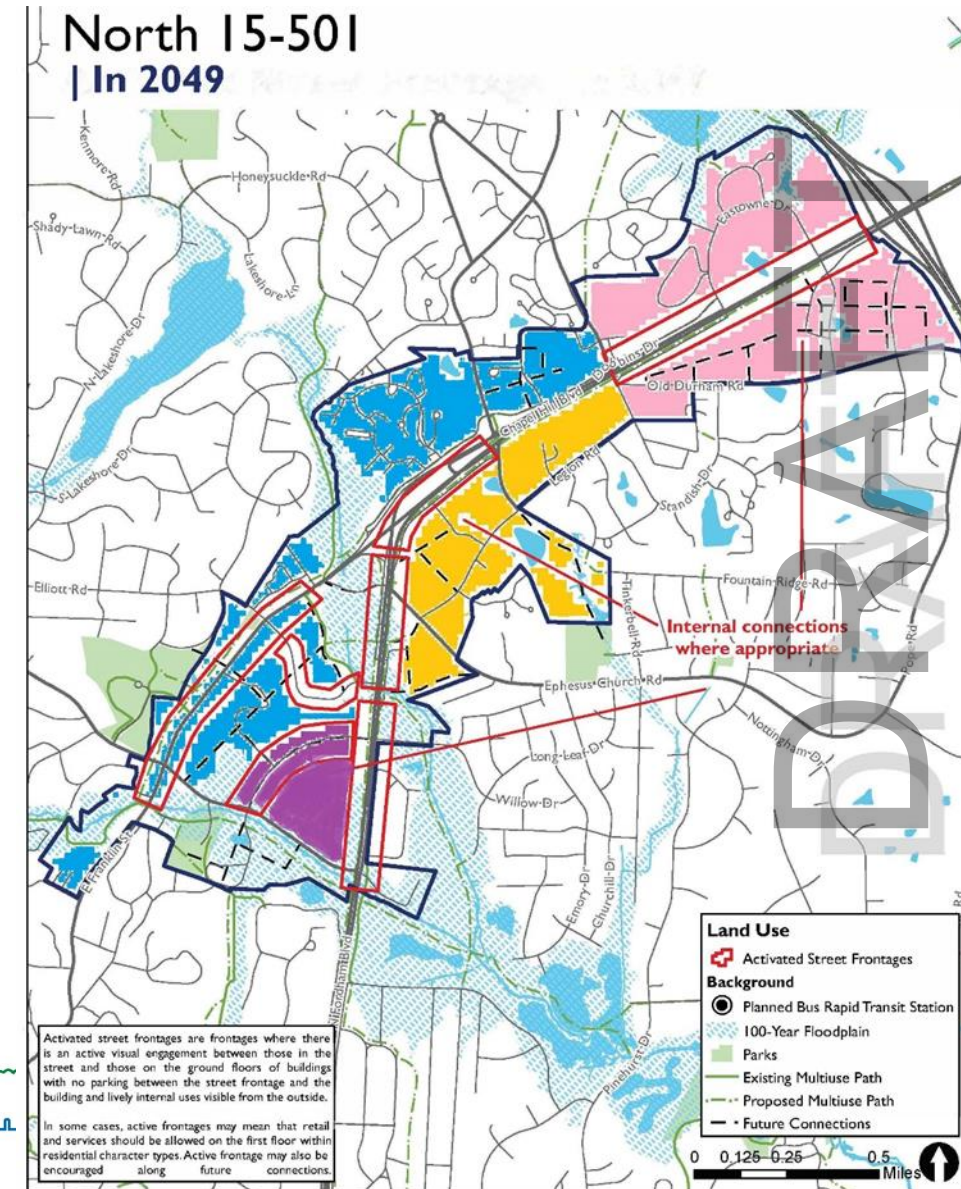 North 15-501
| In 2049
Kenmore Rd
Honeysuckle Rd
Shady Lawn Rd
Lakeshore Ln
N Lakeshore Dr
S Lakeshore Dr
Eastowne Dr
Dobbins Dr
Chapel Hill Blvd
Old Durham Rd
Legion Rd
Standish Dr
Elliott Rd
Fountain Ridge Rd
Tinkerbell Rd
Pope Rd
Internal connections
where appropriate
Ephesus Church Rd
Nottingham Dr
Long Leaf Dr
Willow Dr
Emory Dr
Churchill Dr
E Franklin St
N Fordham Blvd
Pinehurst Dr
Rd
DRAFT
Land Use
Activated Street Frontages
Background
Planned Bus Rapid Transit Station
100-Year Floodplain
Parks
Existing Multiuse Path
Proposed Multiuse Path
Future Connections
0 0.125 0.25 0.5
Miles
Activated street frontages are frontages where there
is an active visual engagement between those in the
street and those on the ground floors of buildings
with no parking between the street frontage and the
building and lively internal uses visible from the outside.
In some cases, active frontages may mean that retail
and services should be allowed on the first floor within
residential character types. Active frontage may also be
encouraged along future connections.